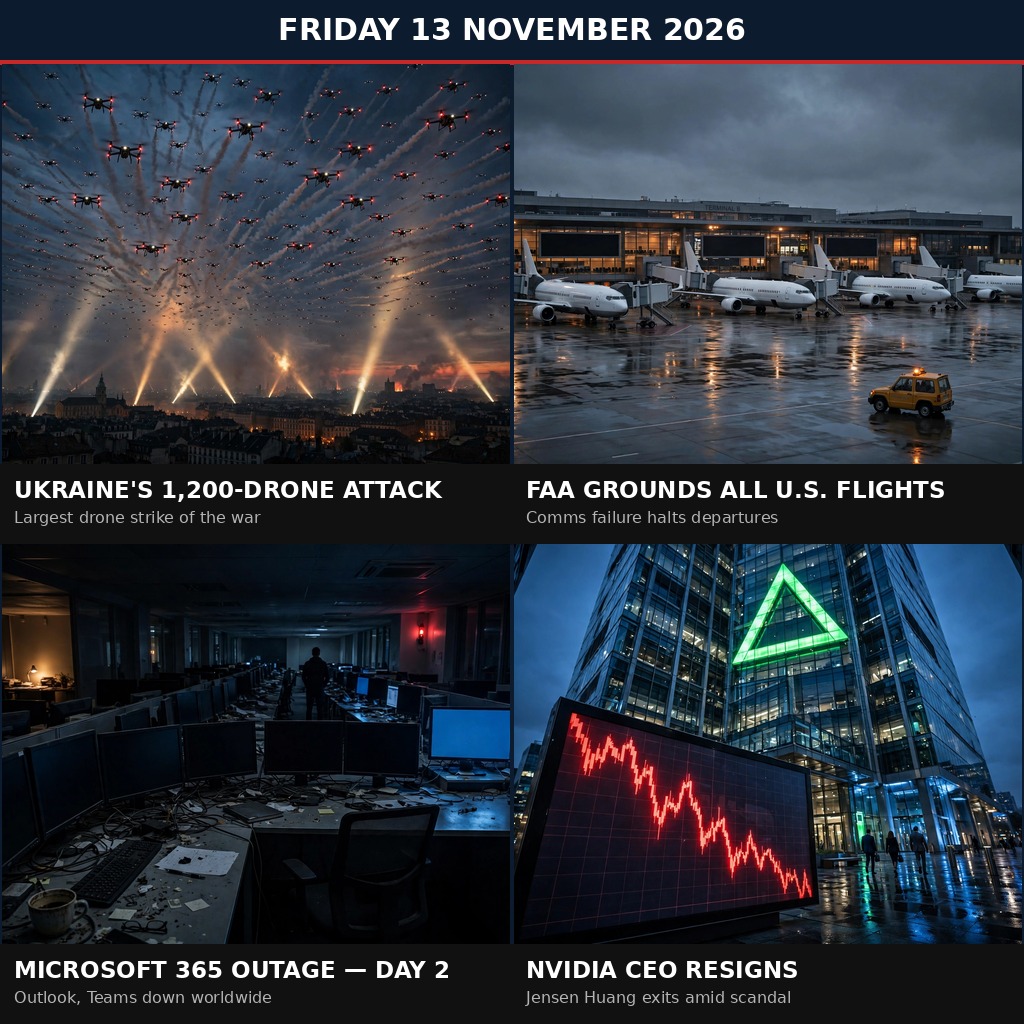 FRIDAY 13 NOVEMBER 2026
UKRAINE'S 1,200-DRONE ATTACK
Largest drone strike of the war
FAA GROUNDS ALL U.S. FLIGHTS
Comms failure halts departures
MICROSOFT 365 OUTAGE — DAY 2
Outlook, Teams down worldwide
NVIDIA CEO RESIGNS
Jensen Huang exits amid scandal